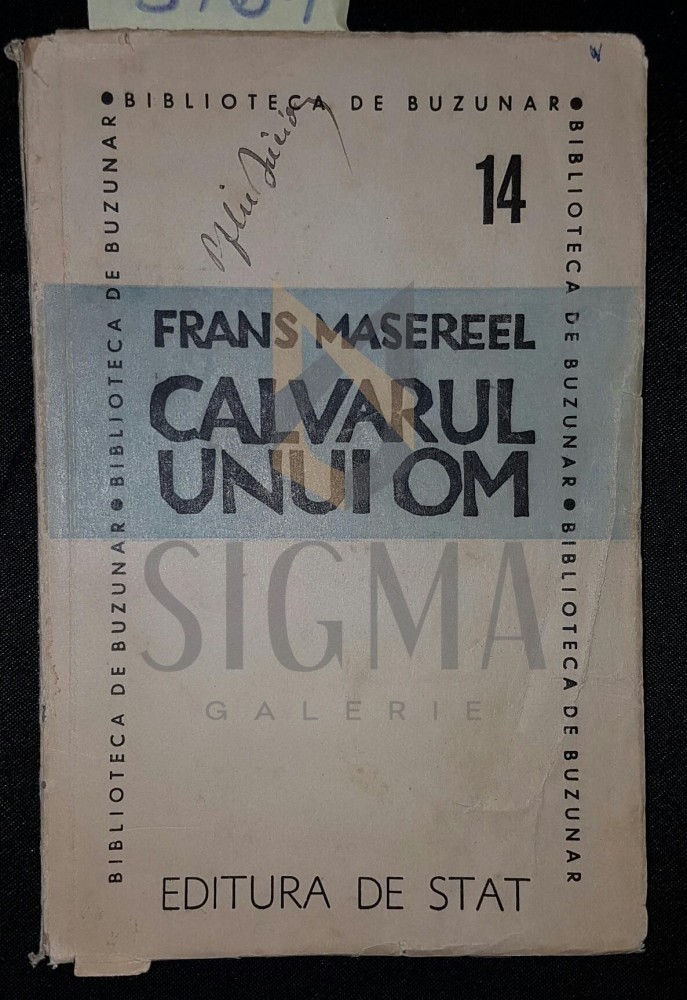 BIBLIOTECA DE BUZUNAR
14
BIBLIOTECA DE BUZUNAR • BIBLIOTECA DE BUZUNAR
BIBLIOTECA DE BUZUNAR • BIBLIOTECA DE BUZUNAR
FRANS MASEREEL
CALVARUL
UNUI OM
SIGMA
GALERIE
EDITURA DE STAT